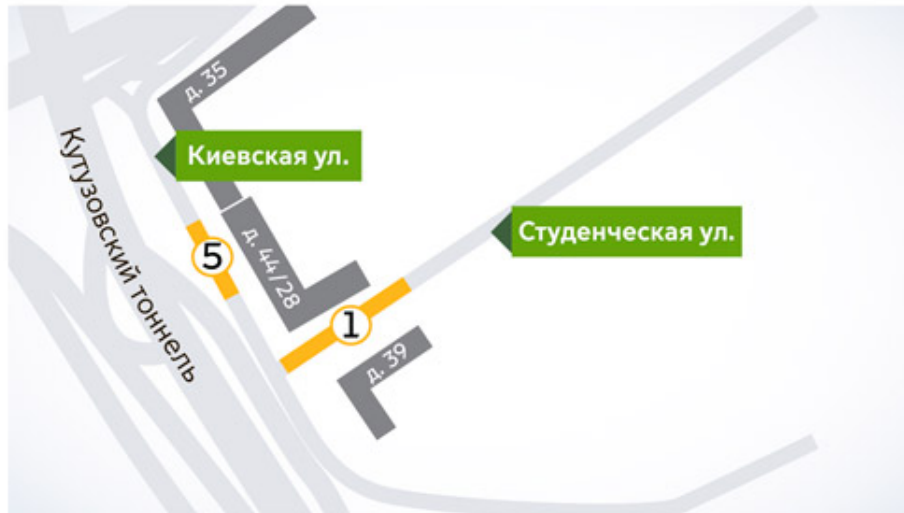 д. 35
Киевская ул.
Кутузовский тоннель
Студенческая ул.
д. 44/28
5
1
д. 39